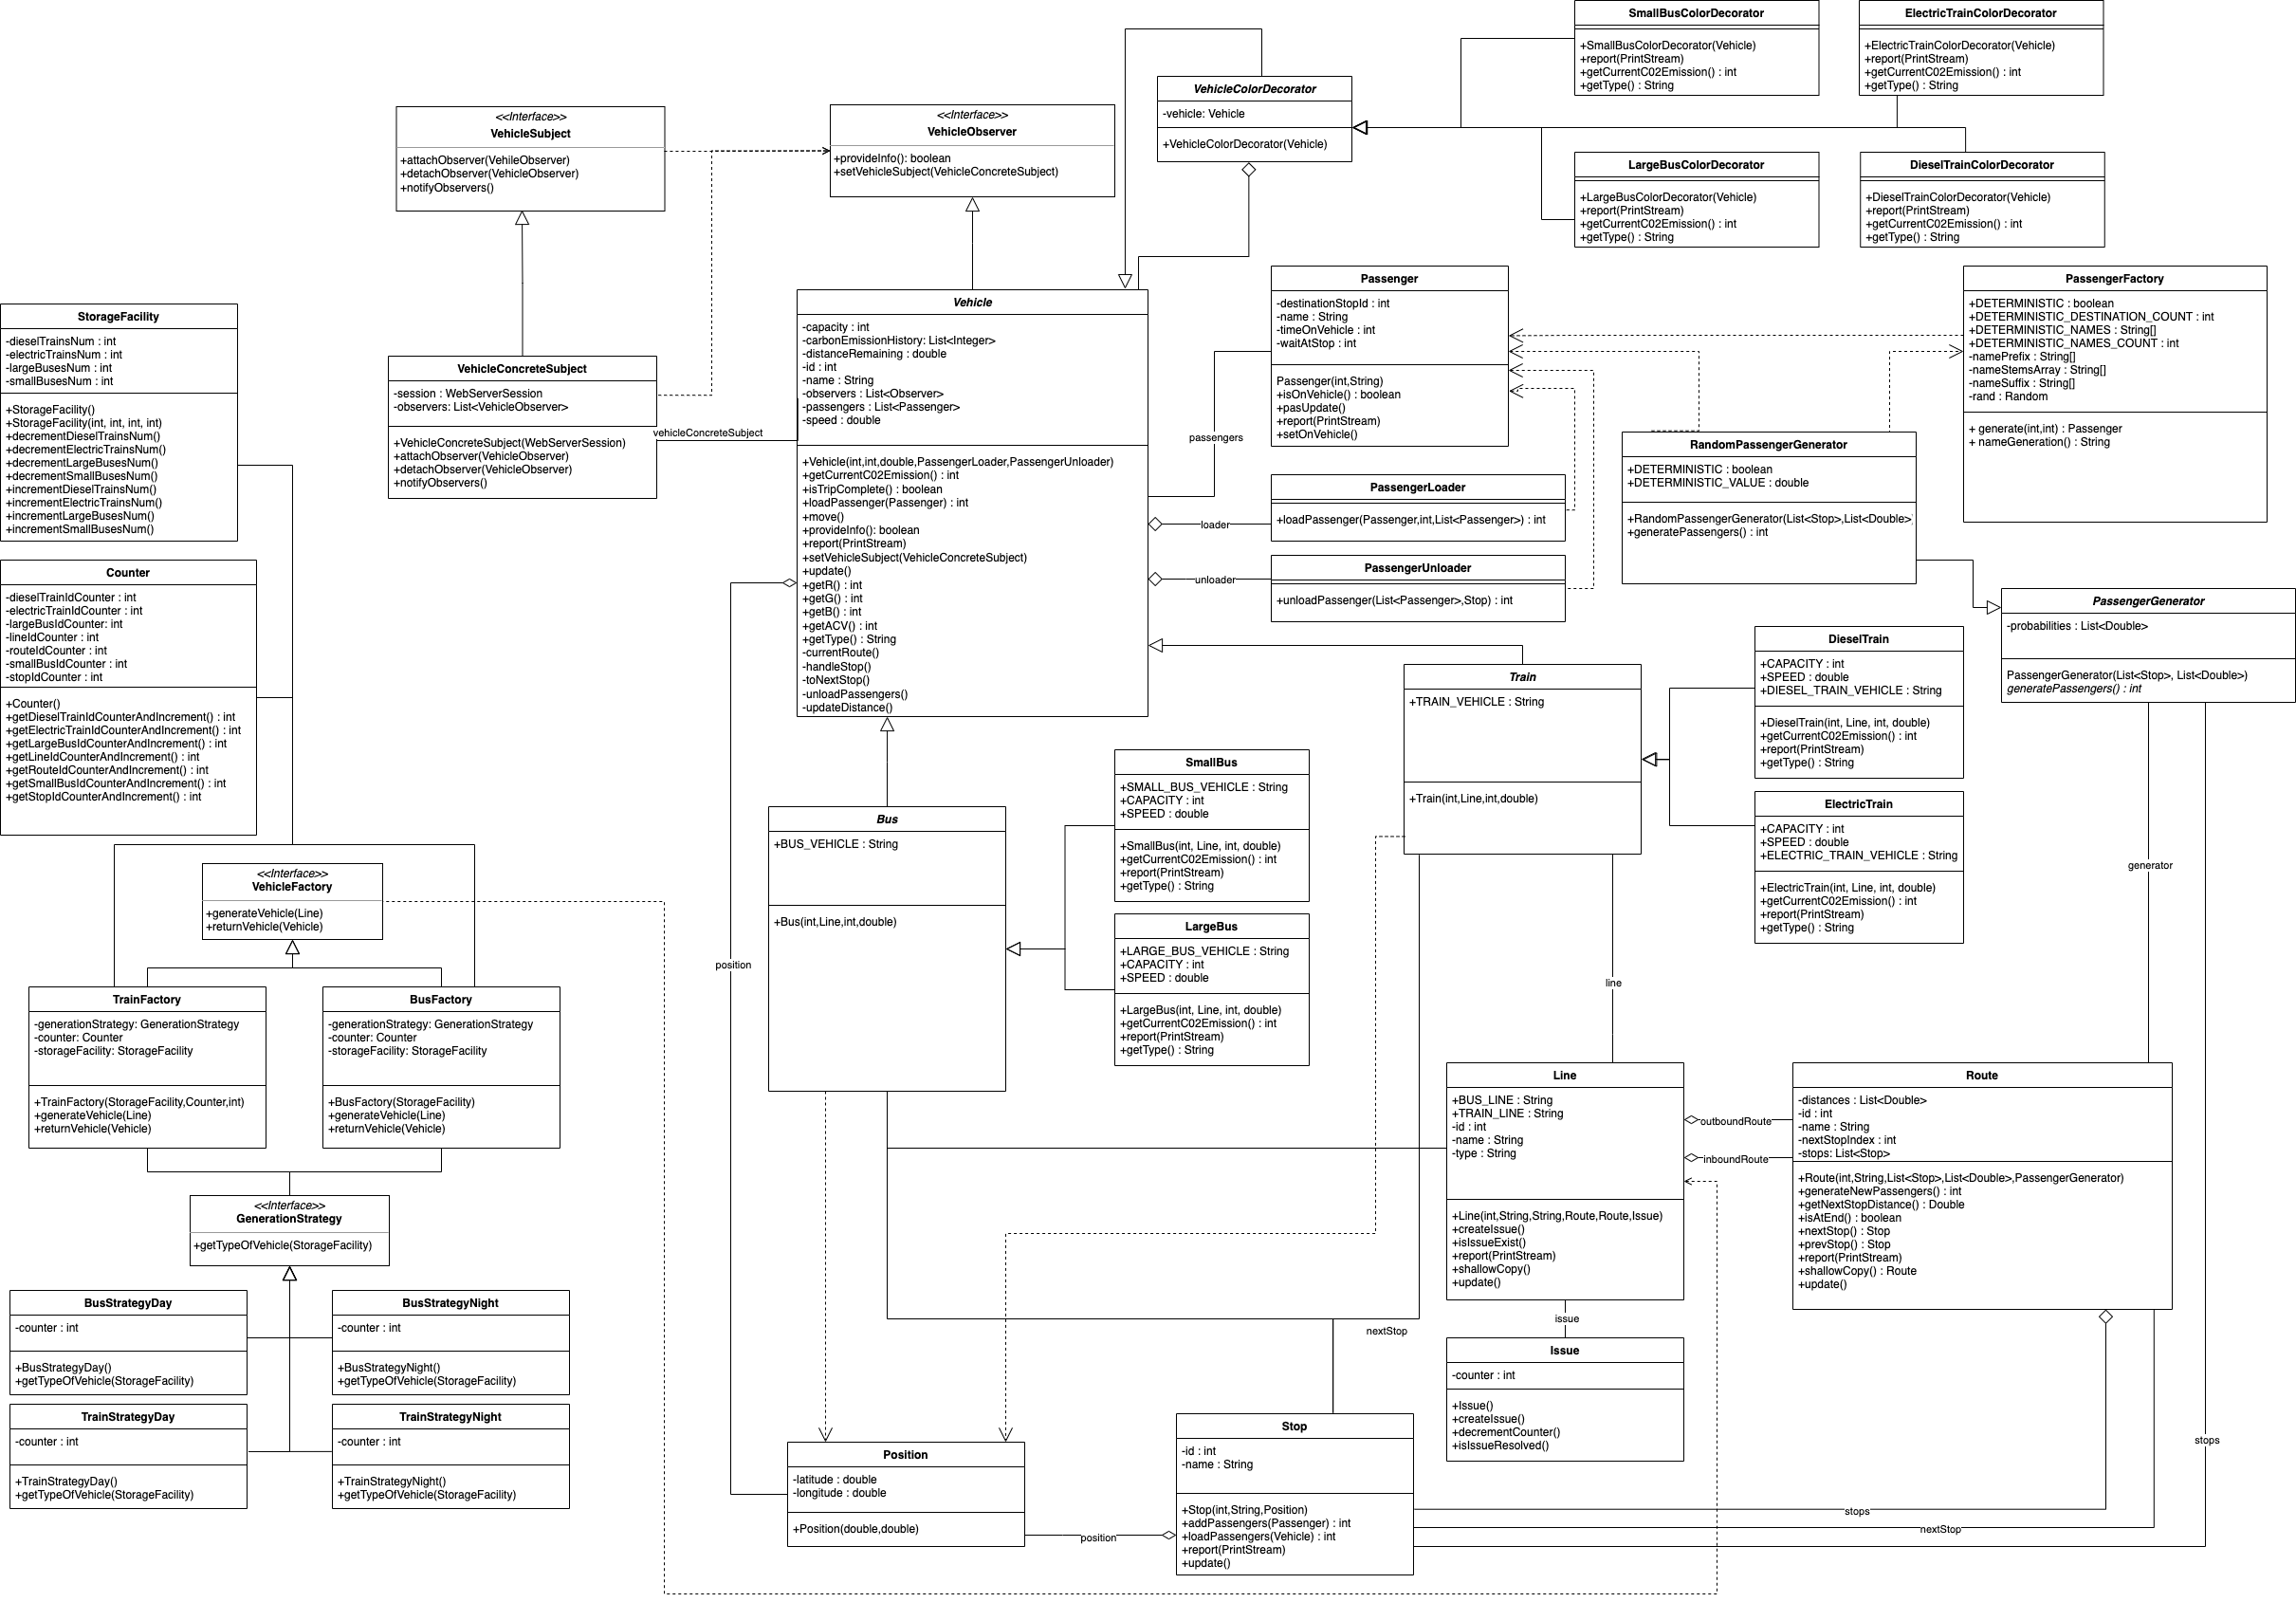 SmallBusColorDecorator
+SmallBusColorDecorator(Vehicle)
+report(PrintStream)
+getCurrentC02Emission() : int
+getType() : String
ElectricTrainColorDecorator
+ElectricTrainColorDecorator(Vehicle)
+report(PrintStream)
+getCurrentC02Emission() : int
+getType() : String
VehicleColorDecorator
-vehicle: Vehicle
+VehicleColorDecorator(Vehicle)
<<Interface>>
VehicleSubject
+attachObserver(VehileObserver)
+detachObserver(VehicleObserver)
+notifyObservers()
<<Interface>>
VehicleObserver
+provideInfo(): boolean
+setVehicleSubject(VehicleConcreteSubject)
LargeBusColorDecorator
+LargeBusColorDecorator(Vehicle)
+report(PrintStream)
+getCurrentC02Emission() : int
+getType() : String
DieselTrainColorDecorator
+DieselTrainColorDecorator(Vehicle)
+report(PrintStream)
+getCurrentC02Emission() : int
+getType() : String
StorageFacility
-dieselTrainsNum : int
-electricTrainsNum : int
-largeBusesNum : int
-smallBusesNum : int
+StorageFacility()
+StorageFacility(int, int, int, int)
+decrementDieselTrainsNum()
+decrementElectricTrainsNum()
+decrementLargeBusesNum()
+decrementSmallBusesNum()
+incrementDieselTrainsNum()
+incrementElectricTrainsNum()
+incrementLargeBusesNum()
+incrementSmallBusesNum()
VehicleConcreteSubject
-session : WebServerSession
-observers: List<VehicleObserver>
+VehicleConcreteSubject(WebServerSession)
+attachObserver(VehicleObserver)
+detachObserver(VehicleObserver)
+notifyObservers()
vehicleConcreteSubject
Vehicle
-capacity : int
-carbonEmissionHistory: List<Integer>
-distanceRemaining : double
-id : int
-name : String
-observers : List<Observer>
-passengers : List<Passenger>
-speed : double
+Vehicle(int,int,double,PassengerLoader,PassengerUnloader)
+getCurrentC02Emission() : int
+isTripComplete() : boolean
+loadPassenger(Passenger) : int
+move()
+provideInfo(): boolean
+report(PrintStream)
+setVehicleSubject(VehicleConcreteSubject)
+update()
+getR() : int
+getG() : int
+getB() : int
+getACV() : int
+getType() : String
-currentRoute()
-handleStop()
-toNextStop()
-unloadPassengers()
-updateDistance()
Passenger
-destinationStopId : int
-name : String
-timeOnVehicle : int
-waitAtStop : int
Passenger(int,String)
+isOnVehicle() : boolean
+pasUpdate()
+report(PrintStream)
+setOnVehicle()
passengers
PassengerFactory
+DETERMINISTIC : boolean
+DETERMINISTIC_DESTINATION_COUNT : int
+DETERMINISTIC_NAMES : String[]
+DETERMINISTIC_NAMES_COUNT : int
-namePrefix : String[]
-nameStemsArray : String[]
-nameSuffix : String[]
-rand : Random
+ generate(int,int) : Passenger
+ nameGeneration() : String
RandomPassengerGenerator
+DETERMINISTIC : boolean
+DETERMINISTIC_VALUE : double
+RandomPassengerGenerator(List<Stop>,List<Double>)
+generatePassengers() : int
PassengerLoader
+loadPassenger(Passenger,int,List<Passenger>) : int
loader
PassengerUnloader
+unloadPassenger(List<Passenger>,Stop) : int
unloader
Counter
-dieselTrainIdCounter : int
-electricTrainIdCounter : int
-largeBusIdCounter: int
-lineIdCounter : int
-routeIdCounter : int
-smallBusIdCounter : int
-stopIdCounter : int
+Counter()
+getDieselTrainIdCounterAndIncrement() : int
+getElectricTrainIdCounterAndIncrement() : int
+getLargeBusIdCounterAndIncrement() : int
+getLineIdCounterAndIncrement() : int
+getRouteIdCounterAndIncrement() : int
+getSmallBusIdCounterAndIncrement() : int
+getStopIdCounterAndIncrement() : int
PassengerGenerator
-probabilities : List<Double>
PassengerGenerator(List<Stop>, List<Double>)
generatePassengers() : int
Train
+TRAIN_VEHICLE : String
+Train(int,Line,int,double)
DieselTrain
+CAPACITY : int
+SPEED : double
+DIESEL_TRAIN_VEHICLE : String
+DieselTrain(int, Line, int, double)
+getCurrentC02Emission() : int
+report(PrintStream)
+getType() : String
ElectricTrain
+CAPACITY : int
+SPEED : double
+ELECTRIC_TRAIN_VEHICLE : String
+ElectricTrain(int, Line, int, double)
+getCurrentC02Emission() : int
+report(PrintStream)
+getType() : String
SmallBus
+SMALL_BUS_VEHICLE : String
+CAPACITY : int
+SPEED : double
+SmallBus(int, Line, int, double)
+getCurrentC02Emission() : int
+report(PrintStream)
+getType() : String
Bus
+BUS_VEHICLE : String
+Bus(int,Line,int,double)
LargeBus
+LARGE_BUS_VEHICLE : String
+CAPACITY : int
+SPEED : double
+LargeBus(int, Line, int, double)
+getCurrentC02Emission() : int
+report(PrintStream)
+getType() : String
generator
position
line
<<Interface>>
VehicleFactory
+generateVehicle(Line)
+returnVehicle(Vehicle)
TrainFactory
-generationStrategy: GenerationStrategy
-counter: Counter
-storageFacility: StorageFacility
+TrainFactory(StorageFacility,Counter,int)
+generateVehicle(Line)
+returnVehicle(Vehicle)
BusFactory
-generationStrategy: GenerationStrategy
-counter: Counter
-storageFacility: StorageFacility
+BusFactory(StorageFacility)
+generateVehicle(Line)
+returnVehicle(Vehicle)
<<Interface>>
GenerationStrategy
+getTypeOfVehicle(StorageFacility)
Line
+BUS_LINE : String
+TRAIN_LINE : String
-id : int
-name : String
-type : String
+Line(int,String,String,Route,Route,Issue)
+createIssue()
+isIssueExist()
+report(PrintStream)
+shallowCopy()
+update()
outboundRoute
inboundRoute
Route
-distances : List<Double>
-id : int
-name : String
-nextStopIndex : int
-stops: List<Stop>
+Route(int,String,List<Stop>,List<Double>,PassengerGenerator)
+generateNewPassengers() : int
+getNextStopDistance() : Double
+isAtEnd() : boolean
+nextStop() : Stop
+prevStop() : Stop
+report(PrintStream)
+shallowCopy() : Route
+update()
BusStrategyDay
-counter : int
+BusStrategyDay()
+getTypeOfVehicle(StorageFacility)
BusStrategyNight
-counter : int
+BusStrategyNight()
+getTypeOfVehicle(StorageFacility)
TrainStrategyDay
-counter : int
+TrainStrategyDay()
+getTypeOfVehicle(StorageFacility)
TrainStrategyNight
-counter : int
+TrainStrategyNight()
+getTypeOfVehicle(StorageFacility)
issue
nextStop
Issue
-counter : int
+Issue()
+createIssue()
+decrementCounter()
+isIssueResolved()
Position
-latitude : double
-longitude : double
+Position(double,double)
position
Stop
-id : int
-name : String
+Stop(int,String,Position)
+addPassengers(Passenger) : int
+loadPassengers(Vehicle) : int
+report(PrintStream)
+update()
stops
stops
nextStop